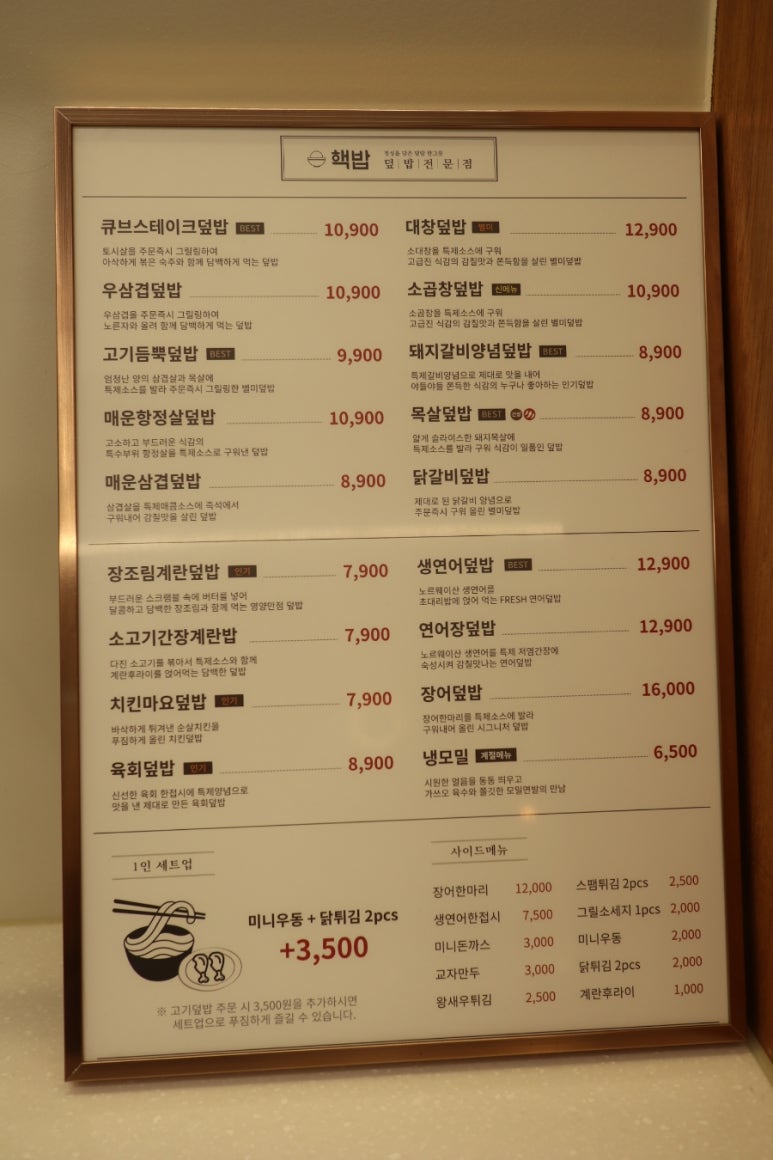 핵밥
정성을 담은 덮밥 한그릇
덮|밥|전|문|점
큐브스테이크덮밥 BEST 10,900
토시살을 주문즉시 그릴링하여
아삭하게 볶은 숙주와 함께 담백하게 먹는 덮밥
우삼겹덮밥 10,900
우삼겹을 주문즉시 그릴링하여
노른자와 올려 함께 담백하게 먹는 덮밥
고기듬뿍덮밥 BEST 9,900
엄청난 양의 삼겹살과 목살에
특제소스를 발라 주문즉시 그릴링한 별미덮밥
매운항정살덮밥 10,900
고소하고 부드러운 식감의
특수부위 항정살을 특제소스로 구워낸 덮밥
매운삼겹덮밥 8,900
삼겹살을 특제매콤소스에 즉석에서
구워내어 감칠맛을 살린 덮밥
대창덮밥 별미 12,900
소대창을 특제소스에 구워
고급진 식감의 감칠맛과 쫀득함을 살린 별미덮밥
소곱창덮밥 신메뉴 10,900
소곱창을 특제소스에 구워
고급진 식감의 감칠맛과 쫀득함을 살린 별미덮밥
돼지갈비양념덮밥 BEST 8,900
특제갈비양념으로 제대로 맛을 내어
야들야들 쫀득한 식감의 누구나 좋아하는 인기덮밥
목살덮밥 BEST 8,900
얇게 슬라이스한 돼지목살에
특제소스를 발라 구워 식감이 일품인 덮밥
닭갈비덮밥 8,900
제대로 된 닭갈비 양념으로
주문즉시 구워 올린 별미덮밥
장조림계란덮밥 인기 7,900
부드러운 스크램블 속에 버터를 넣어
달콤하고 담백한 장조림과 함께 먹는 영양만점 덮밥
소고기간장계란밥 7,900
다진 소고기를 볶아서 특제소스와 함께
계란후라이를 얹어먹는 담백한 덮밥
치킨마요덮밥 인기 7,900
바삭하게 튀겨낸 순살치킨을
푸짐하게 올린 치킨덮밥
육회덮밥 인기 8,900
신선한 육회 한접시에 특제양념으로
맛을 낸 제대로 만든 육회덮밥
생연어덮밥 BEST 12,900
노르웨이산 생연어를
초대리밥에 얹어 먹는 FRESH 연어덮밥
연어장덮밥 12,900
노르웨이산 생연어를 특제 저염간장에
숙성시켜 감칠맛나는 연어덮밥
장어덮밥 16,000
장어한마리를 특제소스에 발라
구워내어 올린 시그니처 덮밥
냉모밀 계절메뉴 6,500
시원한 얼음을 동동 띄우고
가쓰오 육수와 쫄깃한 모밀면발의 만남
1인 세트업
미니우동 + 닭튀김 2pcs
+3,500
※ 고기덮밥 주문 시 3,500원을 추가하시면
세트업으로 푸짐하게 즐길 수 있습니다.
사이드메뉴
장어한마리 12,000
생연어한접시 7,500
미니돈까스 3,000
교자만두 3,000
왕새우튀김 2,500
스팸튀김 2pcs 2,500
그릴소세지 1pcs 2,000
미니우동 2,000
닭튀김 2pcs 2,000
계란후라이 1,000